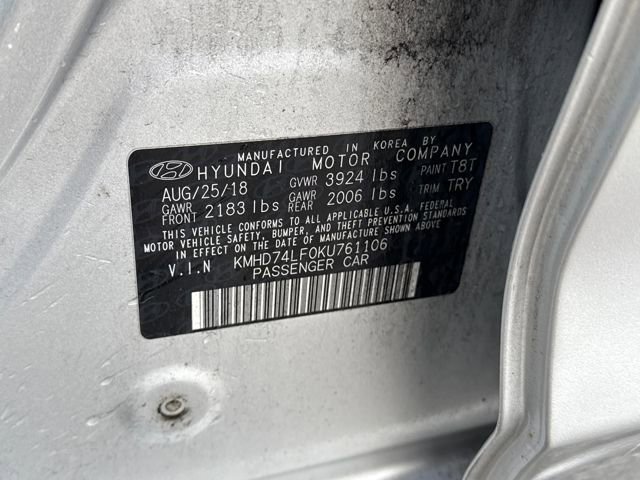 MANUFACTURED IN KOREA BY
HYUNDAI MOTOR COMPANY
AUG/25/18 GVWR 3924 lbs PAINT T8T
GAWR FRONT 2183 lbs GAWR REAR 2006 lbs TRIM TRY
THIS VEHICLE CONFORMS TO ALL APPLICABLE U.S.A. FEDERAL
MOTOR VEHICLE SAFETY, BUMPER, AND THEFT PREVENTION STANDARDS
IN EFFECT ON THE DATE OF MANUFACTURE SHOWN ABOVE
V.I.N KMHD74LF0KU761106
PASSENGER CAR